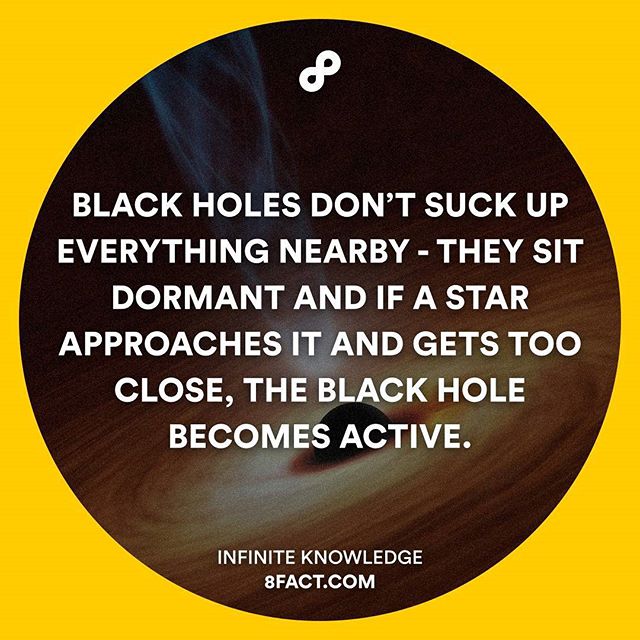 BLACK HOLES DON'T SUCK UP
EVERYTHING NEARBY - THEY SIT
DORMANT AND IF A STAR
APPROACHES IT AND GETS TOO
CLOSE, THE BLACK HOLE
BECOMES ACTIVE.
INFINITE KNOWLEDGE
8FACT.COM